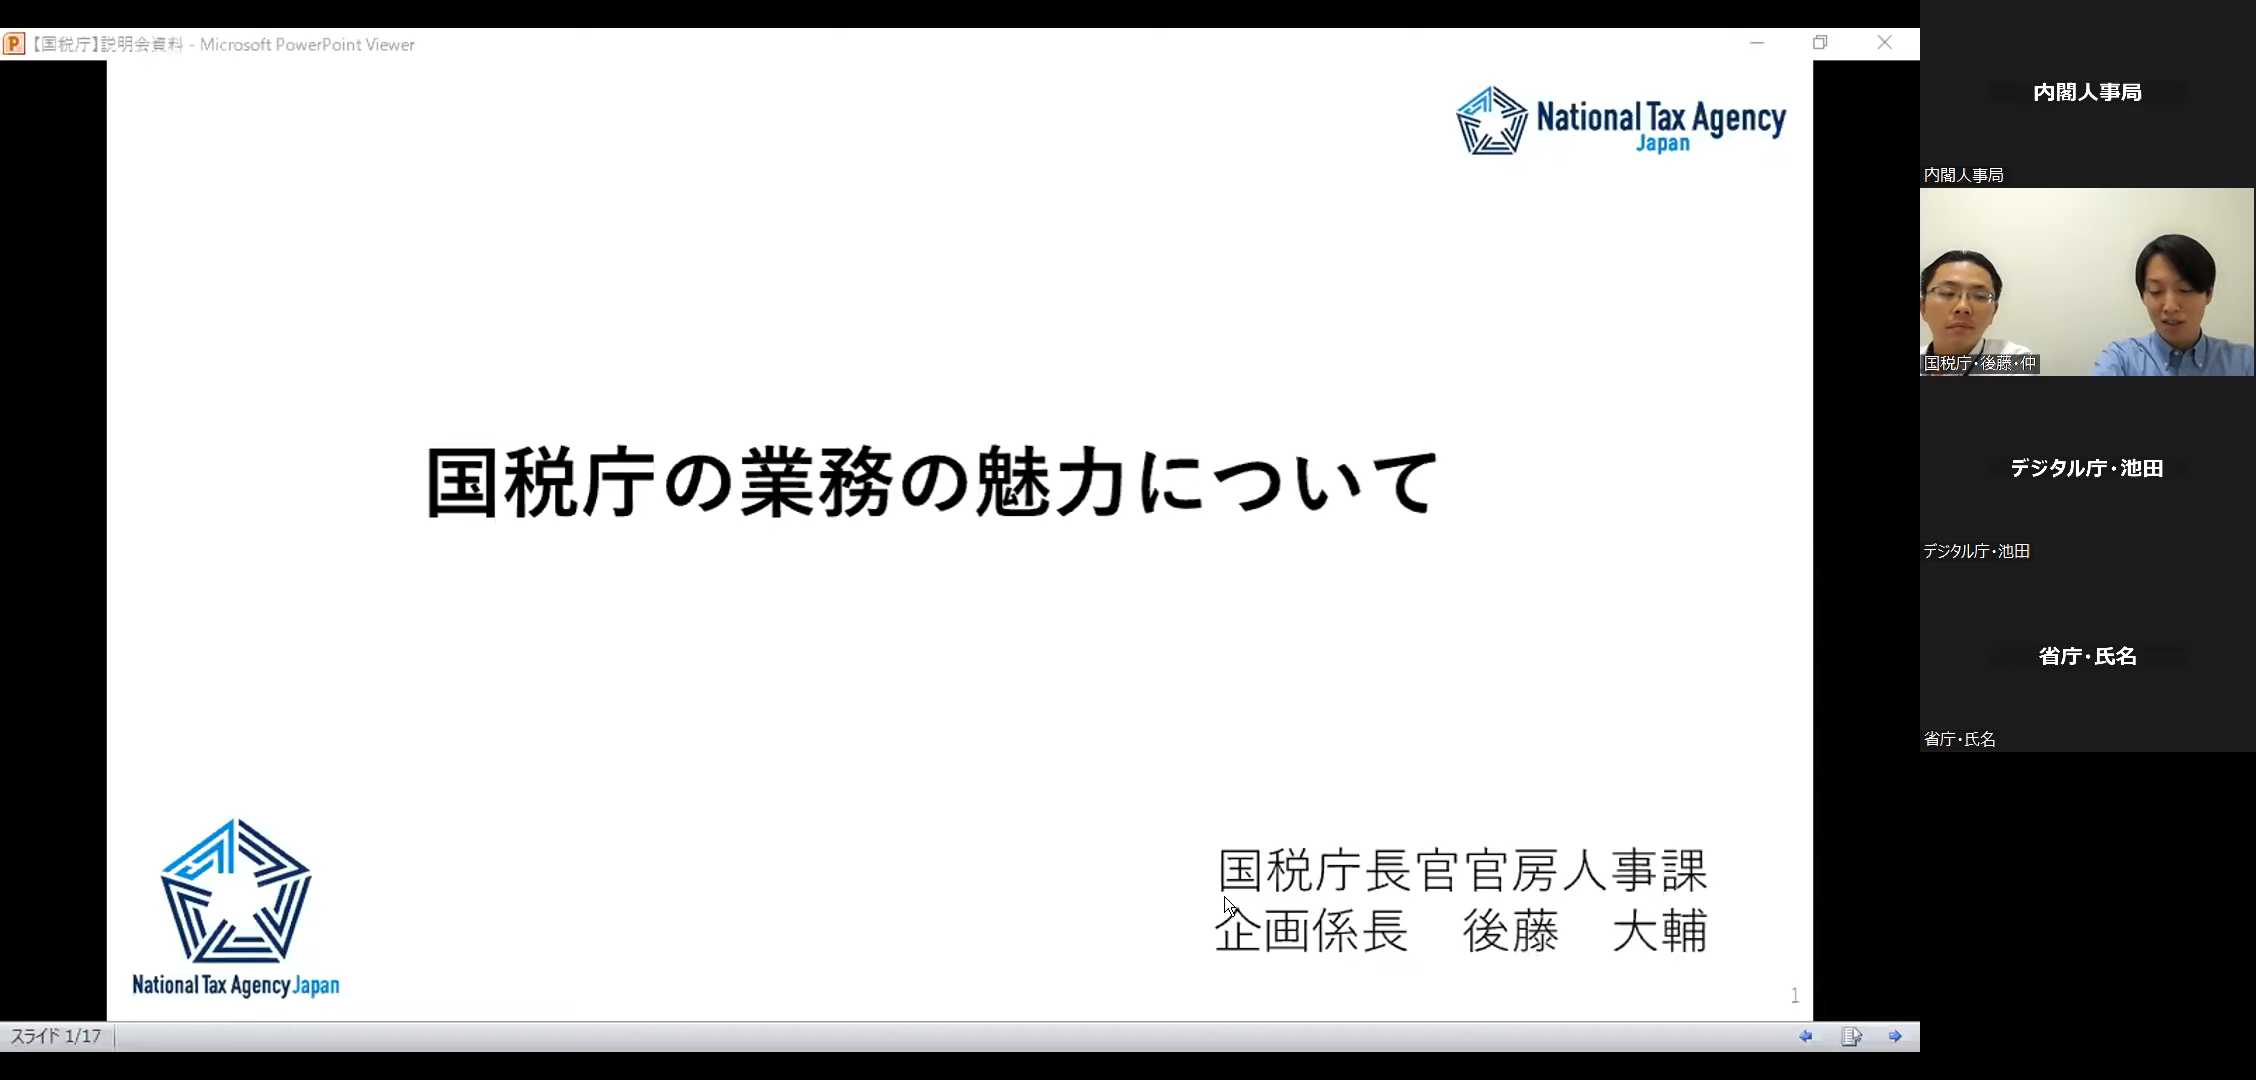 【国税庁】説明会資料 - Microsoft PowerPoint Viewer
National Tax Agency
Japan
国税庁の業務の魅力について
国税庁長官官房人事課
企画係長　後藤　大輔
National Tax Agency Japan
1
スライド 1/17
内閣人事局
内閣人事局
国税庁・後藤・仲
デジタル庁・池田
デジタル庁・池田
省庁・氏名
省庁・氏名